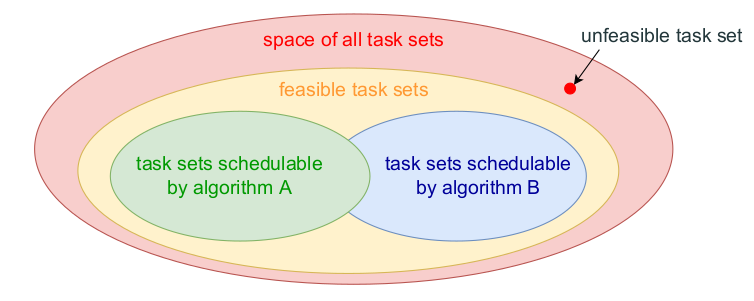 unfeasible task set
space of all task sets
feasible task sets
task sets schedulable
by algorithm A
task sets schedulable
by algorithm B